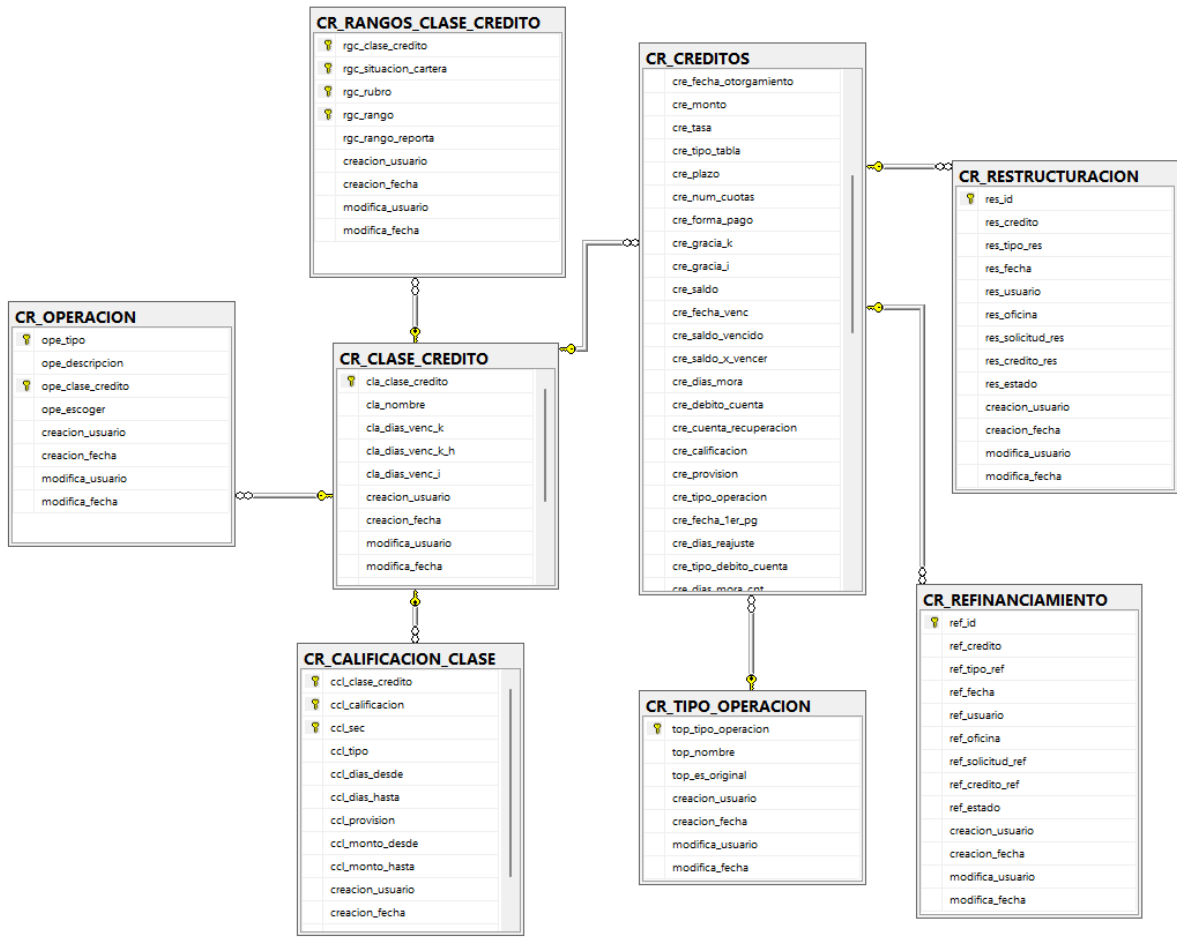 CR_RANGOS_CLASE_CREDITO
rgc_clase_credito
rgc_situacion_cartera
rgc_rubro
rgc_rango
rgc_rango_reporta
creacion_usuario
creacion_fecha
modifica_usuario
modifica_fecha
CR_CREDITOS
cre_fecha_otorgamiento
cre_monto
cre_tasa
cre_tipo_tabla
cre_plazo
cre_num_cuotas
cre_forma_pago
cre_gracia_k
cre_gracia_i
cre_saldo
cre_fecha_venc
cre_saldo_vencido
cre_saldo_x_vencer
cre_dias_mora
cre_debito_cuenta
cre_cuenta_recuperacion
cre_calificacion
cre_provision
cre_tipo_operacion
cre_fecha_1er_pg
cre_dias_reajuste
cre_tipo_debito_cuenta
cre_dias_mora_cnt
CR_RESTRUCTURACION
res_id
res_credito
res_tipo_res
res_fecha
res_usuario
res_oficina
res_solicitud_res
res_credito_res
res_estado
creacion_usuario
creacion_fecha
modifica_usuario
modifica_fecha
CR_OPERACION
ope_tipo
ope_descripcion
ope_clase_credito
ope_escoger
creacion_usuario
creacion_fecha
modifica_usuario
modifica_fecha
CR_CLASE_CREDITO
cla_clase_credito
cla_nombre
cla_dias_venc_k
cla_dias_venc_k_h
cla_dias_venc_i
creacion_usuario
creacion_fecha
modifica_usuario
modifica_fecha
CR_CALIFICACION_CLASE
ccl_clase_credito
ccl_calificacion
ccl_sec
ccl_tipo
ccl_dias_desde
ccl_dias_hasta
ccl_provision
ccl_monto_desde
ccl_monto_hasta
creacion_usuario
creacion_fecha
CR_TIPO_OPERACION
top_tipo_operacion
top_nombre
top_es_original
creacion_usuario
creacion_fecha
modifica_usuario
modifica_fecha
CR_REFINANCIAMIENTO
ref_id
ref_credito
ref_tipo_ref
ref_fecha
ref_usuario
ref_oficina
ref_solicitud_ref
ref_credito_ref
ref_estado
creacion_usuario
creacion_fecha
modifica_usuario
modifica_fecha